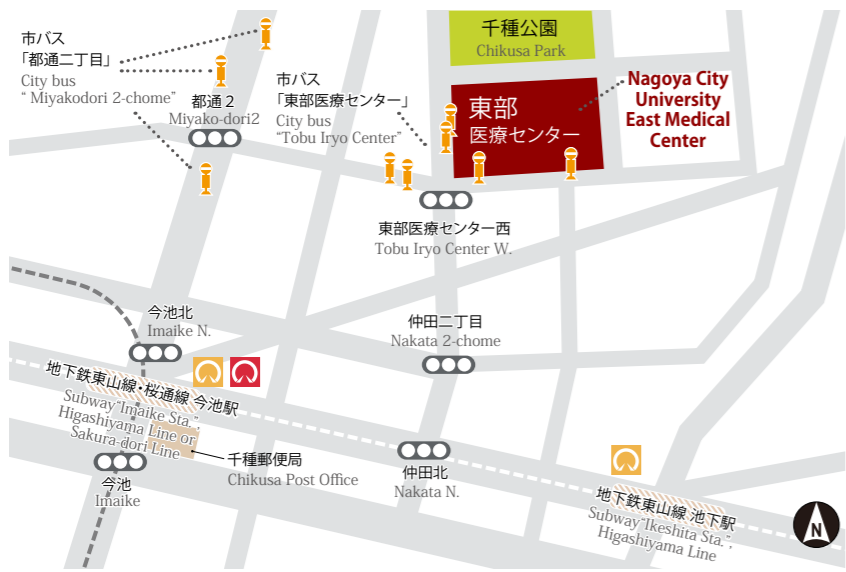 千種公園
Chikusa Park
市バス
「都通二丁目」
City bus
“ Miyakodori 2-chome”
都通 2
Miyako-dori2
市バス
「東部医療センター」
City bus
“Tobu Iryo Center”
東部
医療センター
Nagoya City
University
East Medical
Center
東部医療センター西
Tobu Iryo Center W.
今池北
Imaike N.
仲田二丁目
Nakata 2-chome
地下鉄東山線・桜通線 今池駅
Subway“Imaike Sta.”,
Higashiyama Line or
Sakura-dori Line
千種郵便局
Chikusa Post Office
今池
Imaike
仲田北
Nakata N.
地下鉄東山線 池下駅
Subway“Ikeshita Sta.”,
Higashiyama Line
N